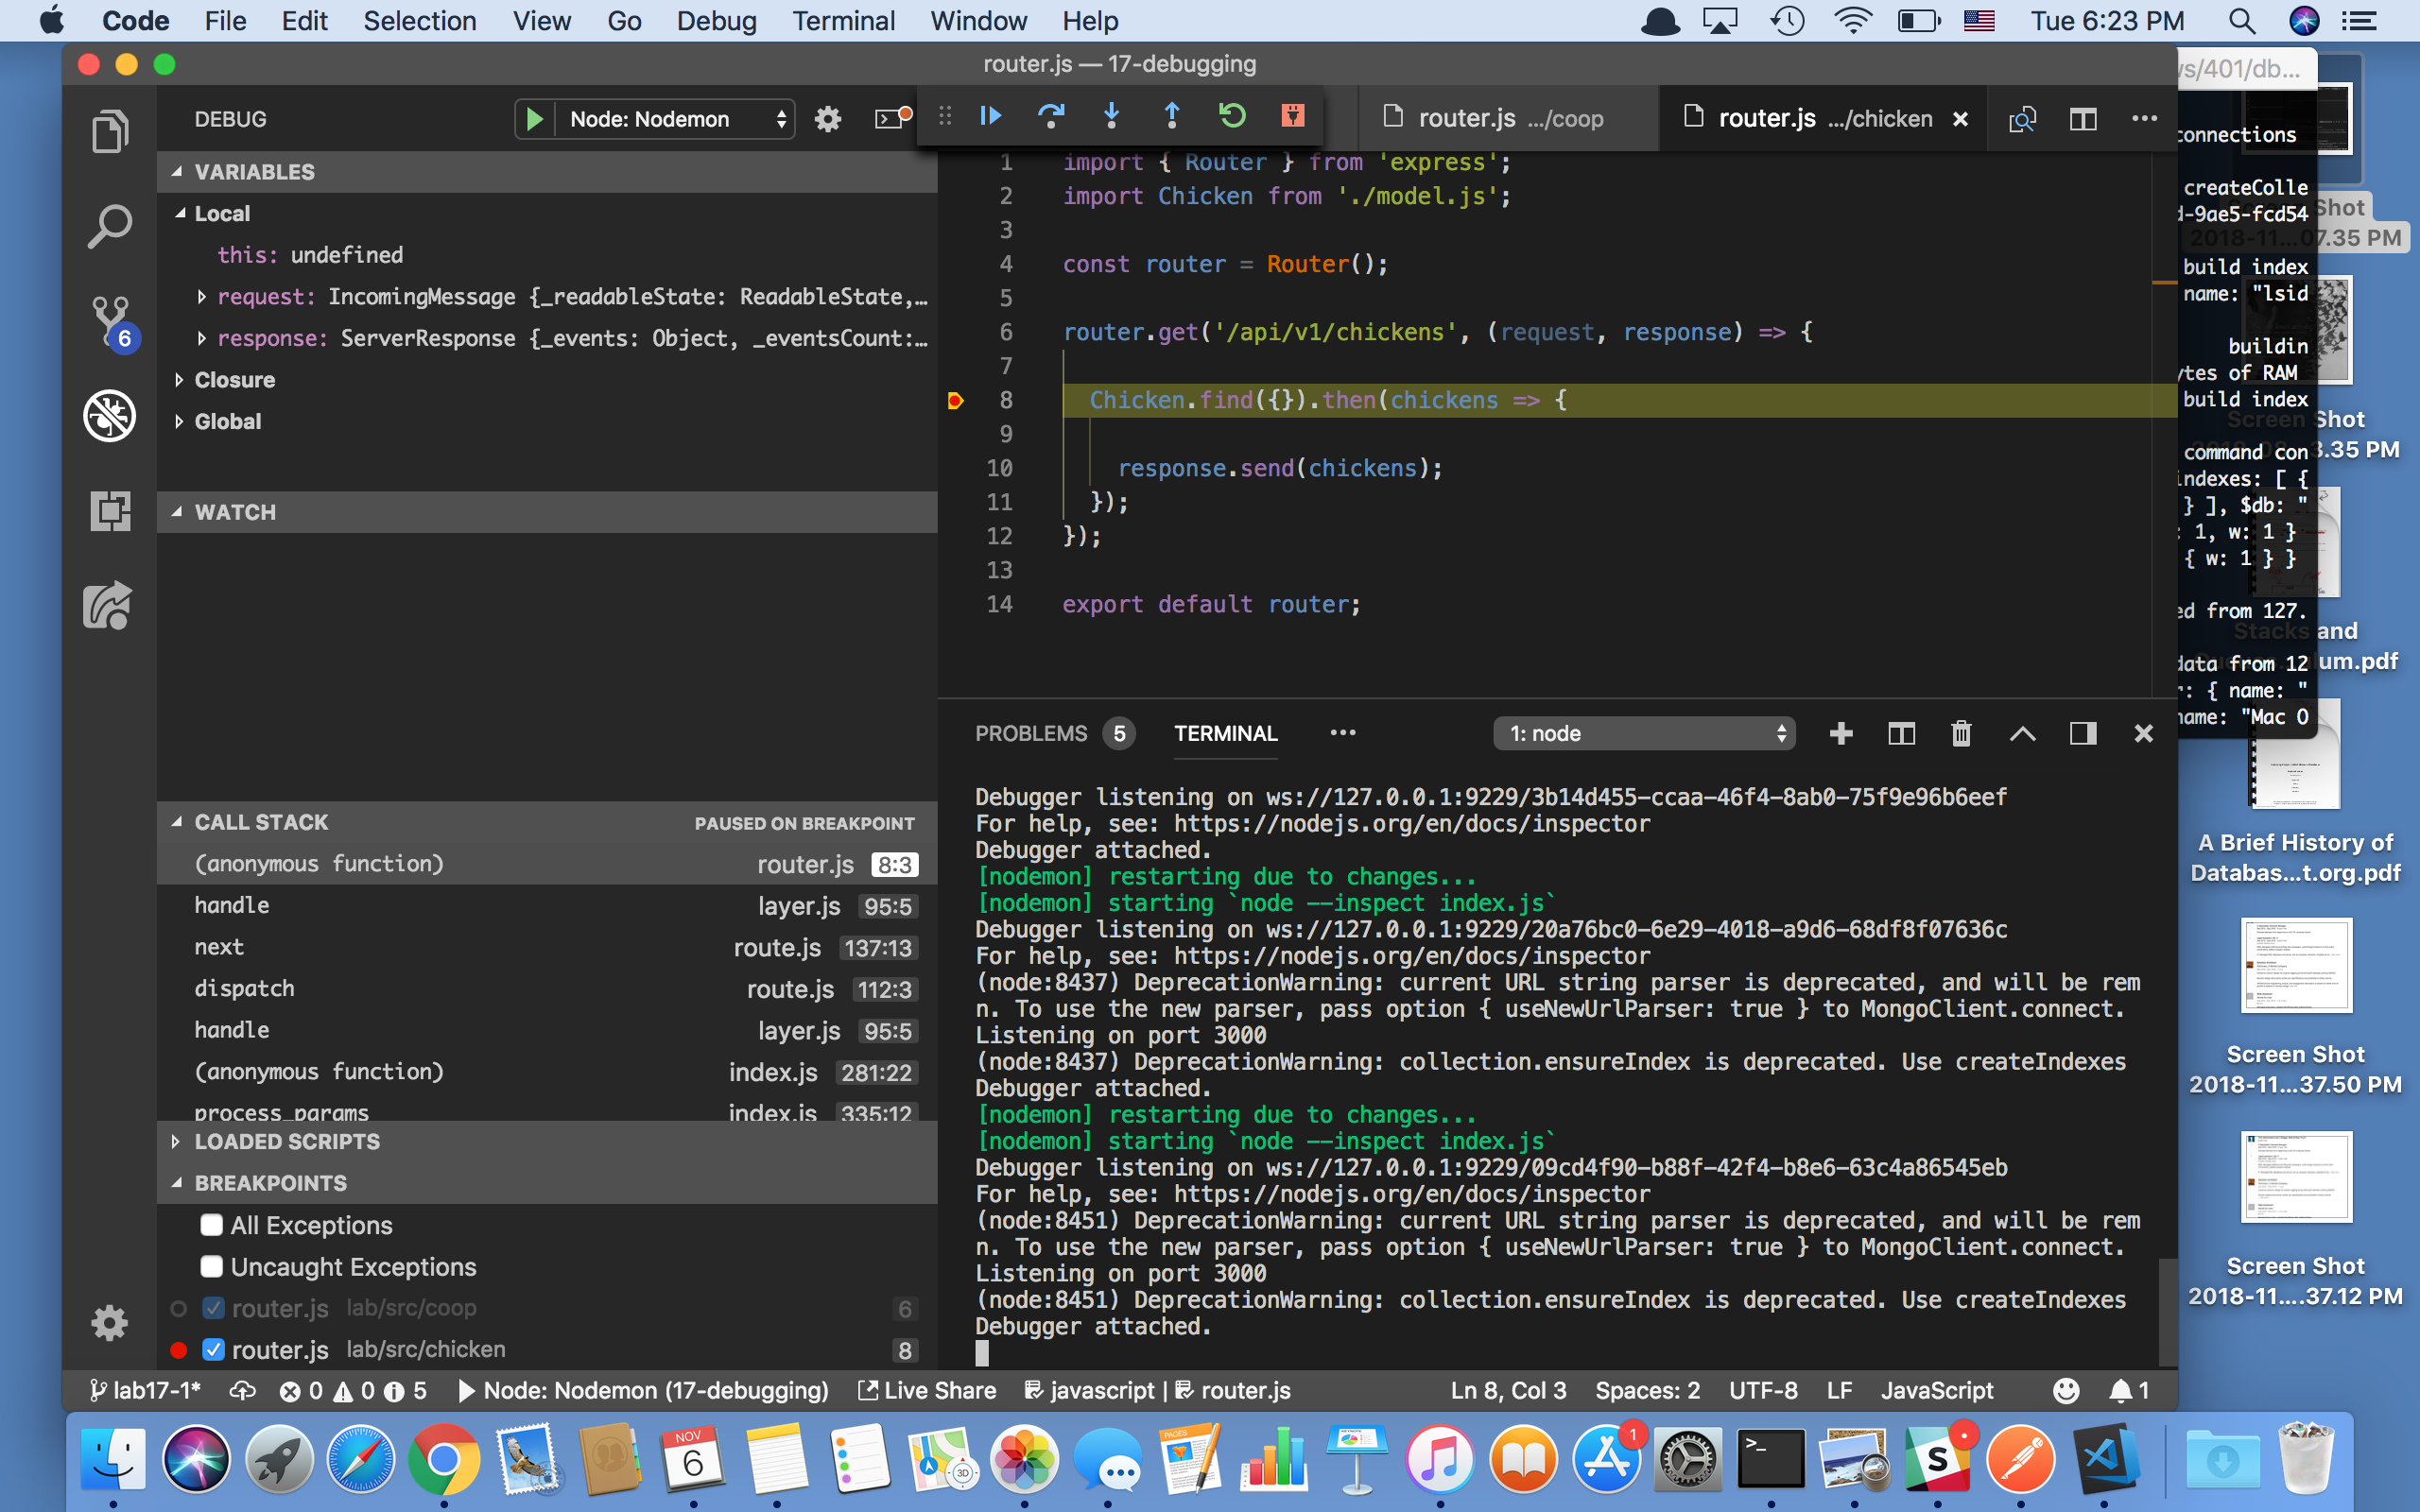 Code File Edit Selection View Go Debug Terminal Window Help Tue 6:23 PM
router.js — 17-debugging
DEBUG
Node: Nodemon
router.js .../coop
router.js .../chicken
VARIABLES
Local
this: undefined
request: IncomingMessage {_readableState: ReadableState,...
response: ServerResponse {_events: Object, _eventsCount:...
Closure
Global
WATCH
CALL STACK PAUSED ON BREAKPOINT
(anonymous function) router.js 8:3
handle layer.js 95:5
next route.js 137:13
dispatch route.js 112:3
handle layer.js 95:5
(anonymous function) index.js 281:22
process_params index.js 335:12
LOADED SCRIPTS
BREAKPOINTS
All Exceptions
Uncaught Exceptions
router.js lab/src/coop 6
router.js lab/src/chicken 8
6
1 import { Router } from 'express';
2 import Chicken from './model.js';
3
4 const router = Router();
5
6 router.get('/api/v1/chickens', (request, response) => {
7
8 Chicken.find({}).then(chickens => {
9
10 response.send(chickens);
11 });
12 });
13
14 export default router;
PROBLEMS 5 TERMINAL ••• 1: node
Debugger listening on ws://127.0.0.1:9229/3b14d455-ccaa-46f4-8ab0-75f9e96b6eef
For help, see: https://nodejs.org/en/docs/inspector
Debugger attached.
[nodemon] restarting due to changes...
[nodemon] starting `node --inspect index.js`
Debugger listening on ws://127.0.0.1:9229/20a76bc0-6e29-4018-a9d6-68df8f07636c
For help, see: https://nodejs.org/en/docs/inspector
(node:8437) DeprecationWarning: current URL string parser is deprecated, and will be rem
n. To use the new parser, pass option { useNewUrlParser: true } to MongoClient.connect.
Listening on port 3000
(node:8437) DeprecationWarning: collection.ensureIndex is deprecated. Use createIndexes
Debugger attached.
[nodemon] restarting due to changes...
[nodemon] starting `node --inspect index.js`
Debugger listening on ws://127.0.0.1:9229/09cd4f90-b88f-42f4-b8e6-63c4a86545eb
For help, see: https://nodejs.org/en/docs/inspector
(node:8451) DeprecationWarning: current URL string parser is deprecated, and will be rem
n. To use the new parser, pass option { useNewUrlParser: true } to MongoClient.connect.
Listening on port 3000
(node:8451) DeprecationWarning: collection.ensureIndex is deprecated. Use createIndexes
Debugger attached.
lab17-1* 0 0 5 Node: Nodemon (17-debugging) Live Share javascript | router.js Ln 8, Col 3 Spaces: 2 UTF-8 LF JavaScript 1
/401/db...
connections
createColle
-9ae5-fcd54
build index
name: "lsid
buildin
ytes of RAM
build index
command con
indexes: [ {
} ], $db: "
: 1, w: 1 }
{ w: 1 } }
ed from 127.
data from 12
: { name: "
name: "Mac O
Shot
2018-11...07.35 PM
Screen Shot
3.35 PM
Stacks and
um.pdf
A Brief History of
Databas...t.org.pdf
Screen Shot
2018-11...37.50 PM
Screen Shot
2018-11....37.12 PM
NOV
6
PAGES
3D
1